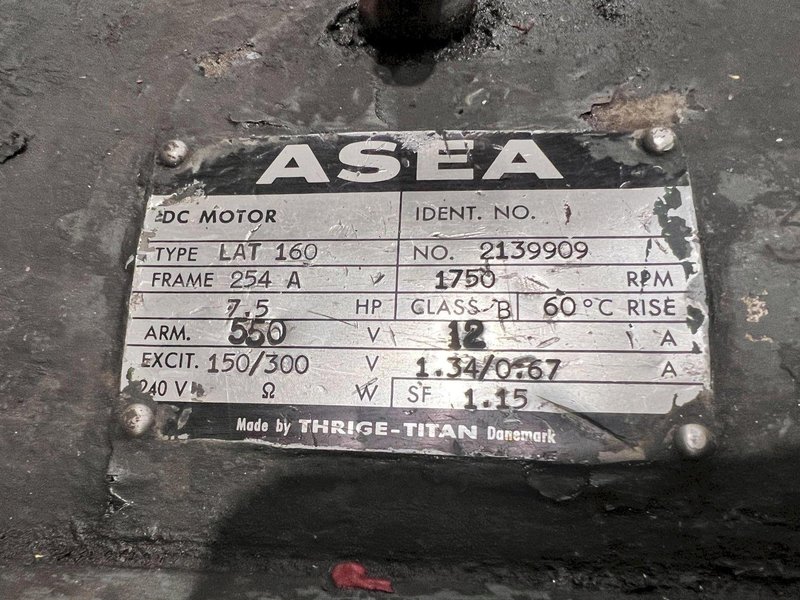 ASEA
DC MOTOR IDENT. NO.
TYPE LAT 160 NO. 2139909
FRAME 254 A 1750 RPM
7.5 HP CLASS B 60 °C RISE
ARM. 550 V 12 A
EXCIT. 150/300 V 1.34/0.67 A
240 V Ω W SF 1.15
Made by THRIGE-TITAN Danemark